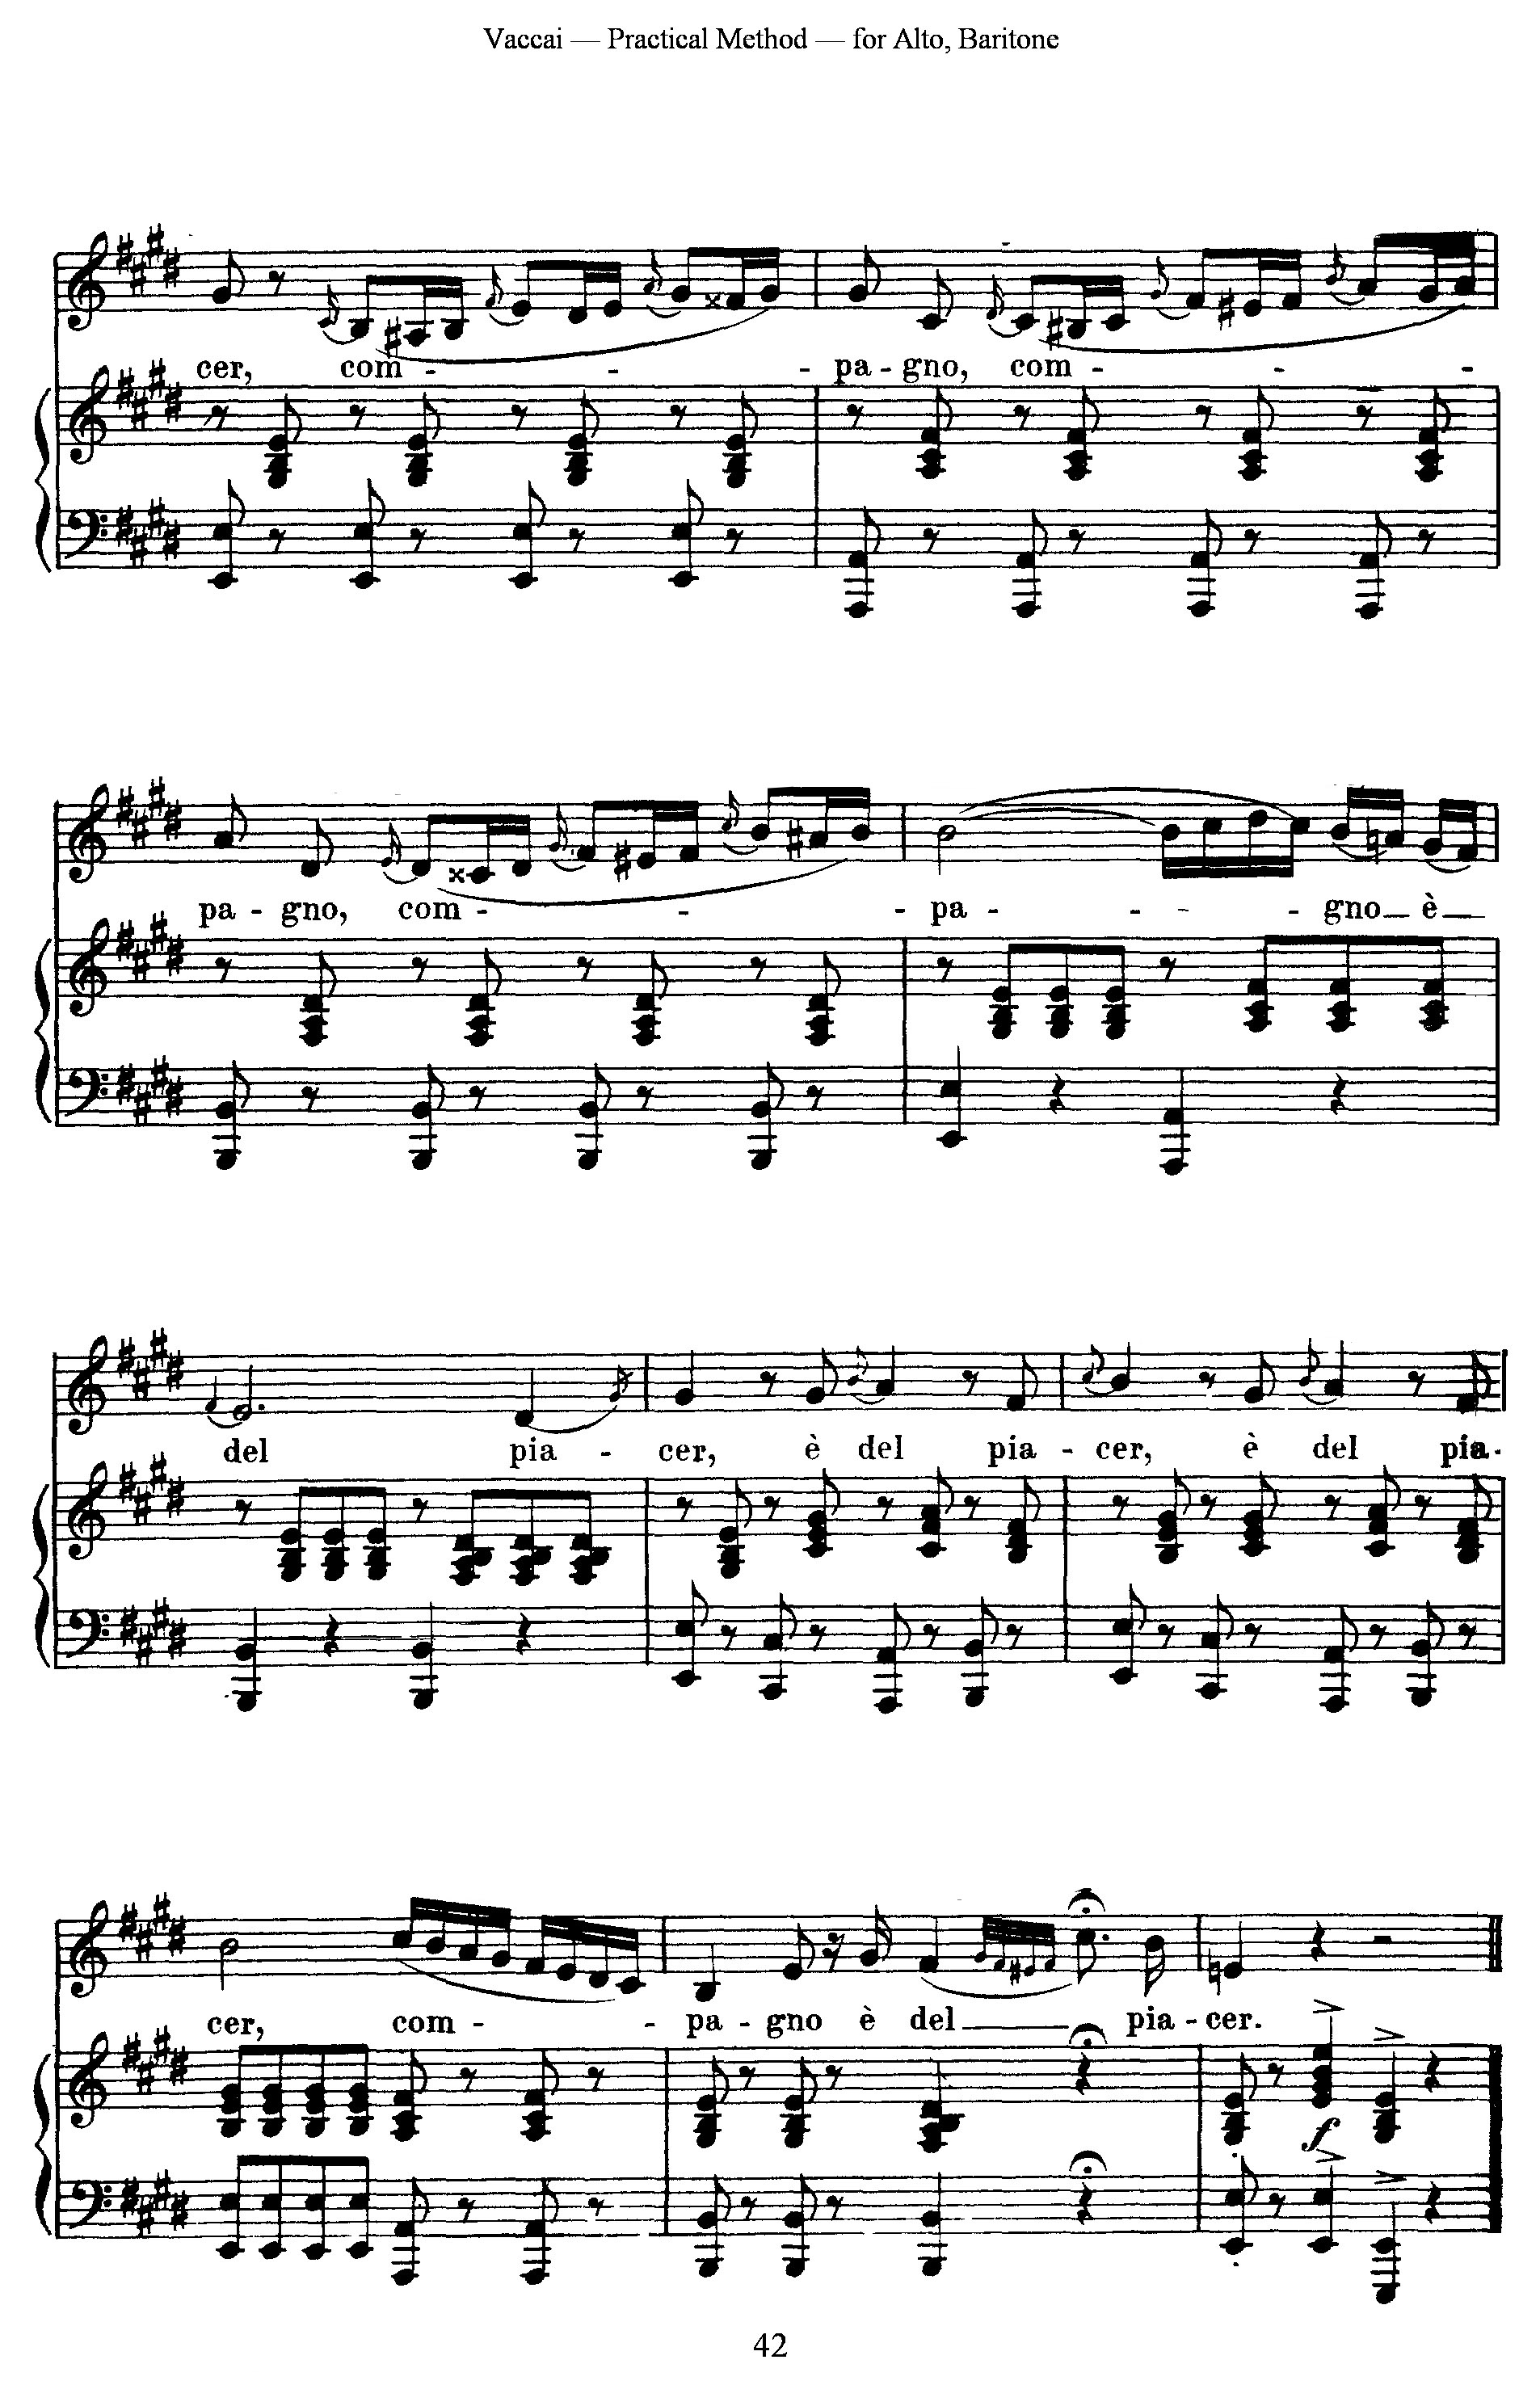 Vaccai — Practical Method — for Alto, Baritone
cer, com - - - pa - gno, com - - -
pa - gno, com - - - pa - - - - gno è
del pia - cer, è del pia - cer, è del pia -
cer, com - - pa - gno è del pia - cer.
f
42